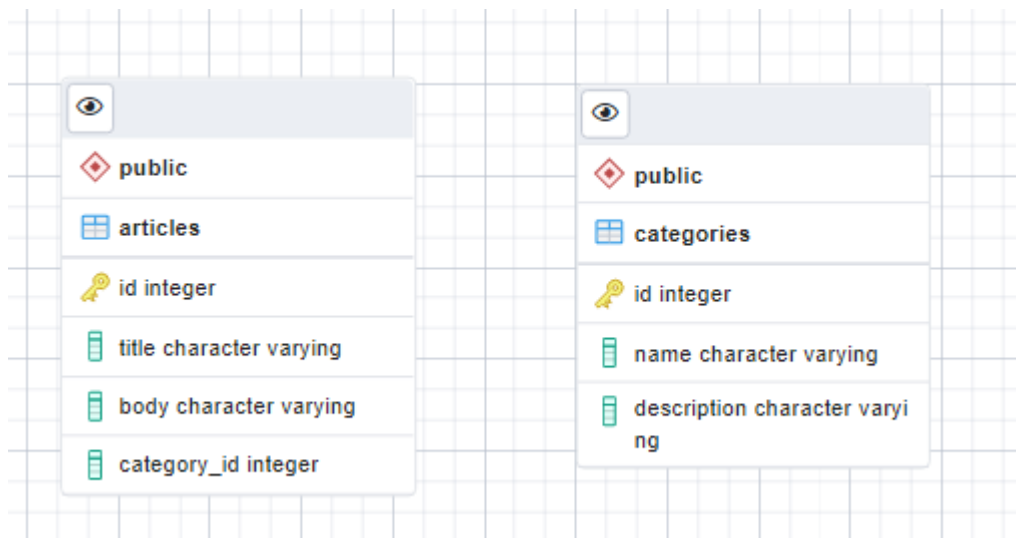 public
articles
id integer
title character varying
body character varying
category_id integer
public
categories
id integer
name character varying
description character varyi
ng